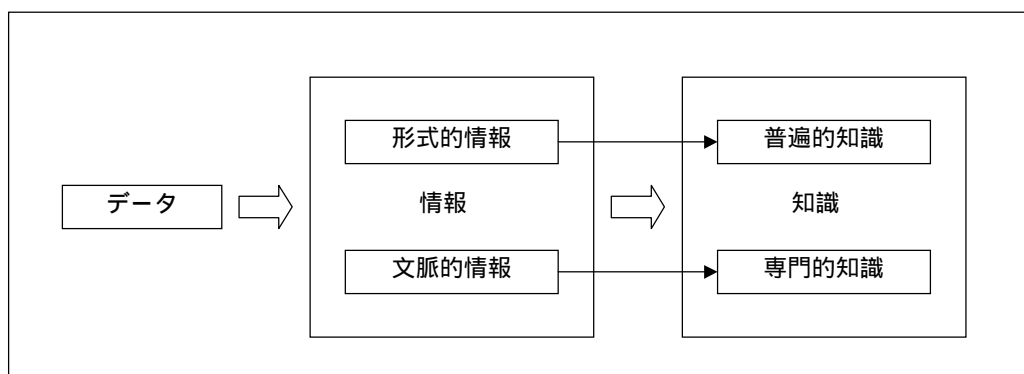 データ
形式的情報
情報
文脈的情報
普遍的知識
知識
専門的知識